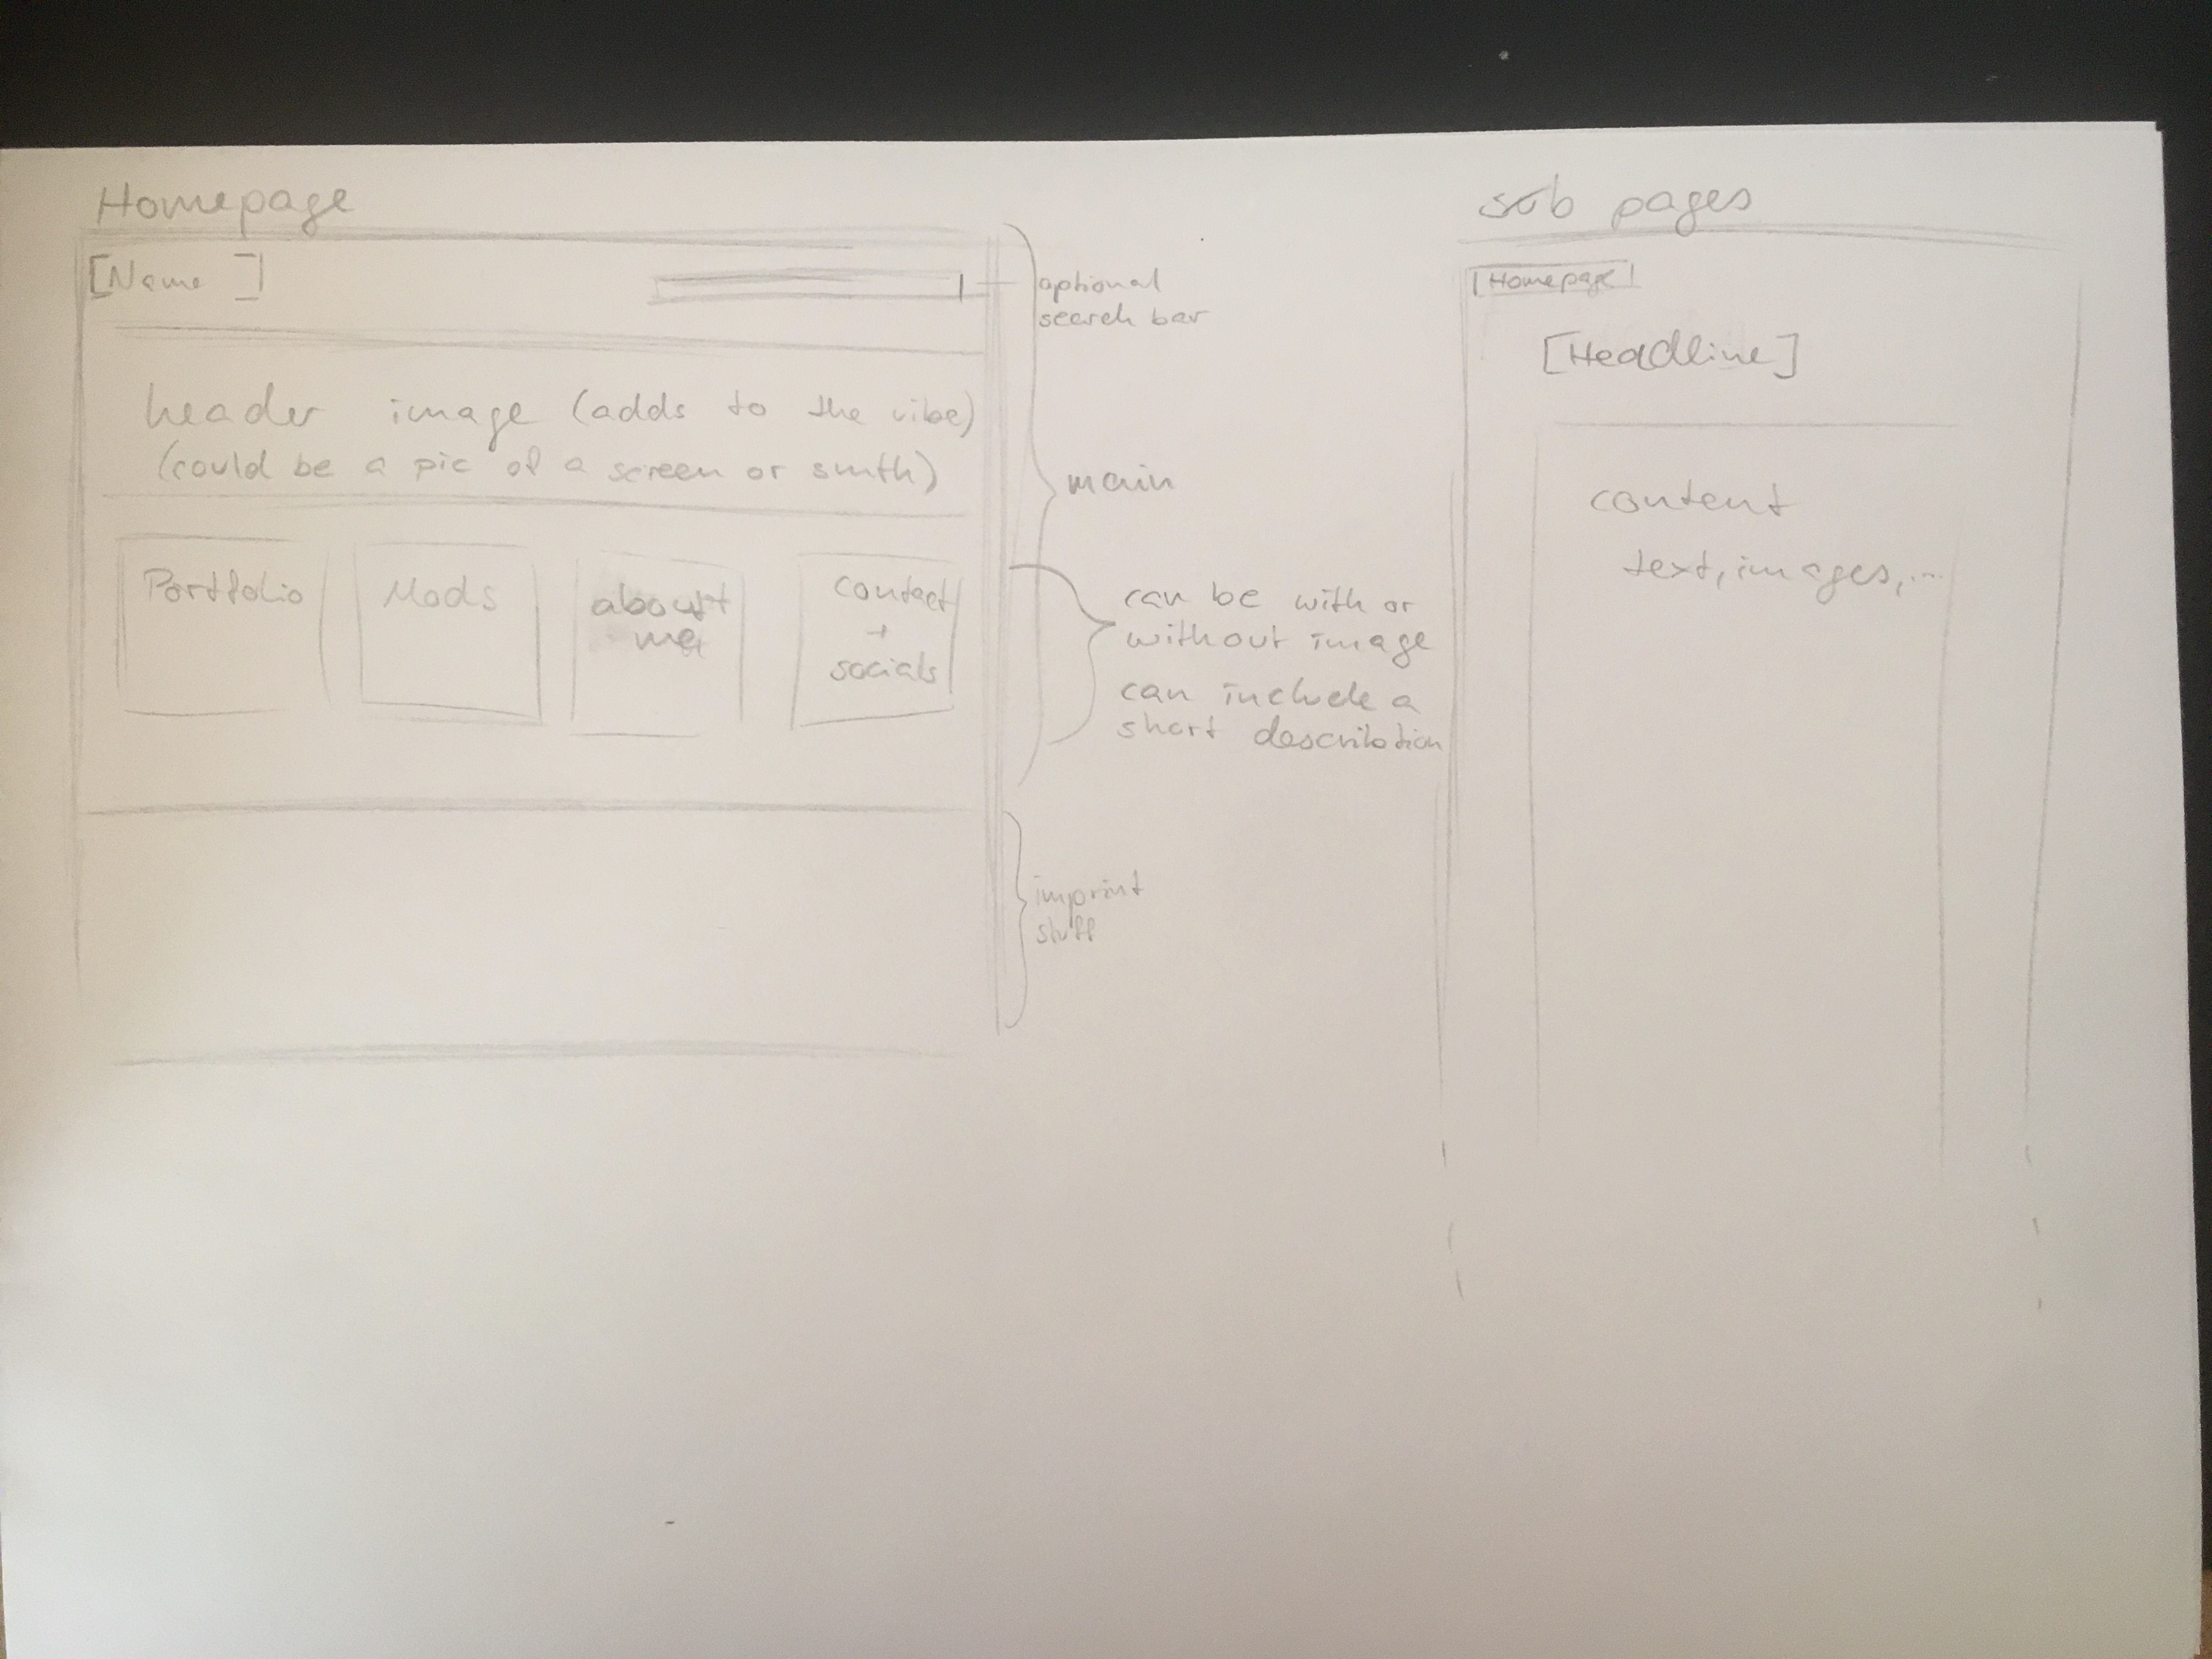 Homepage
[Name ]
optional
search bar
header image (adds to the vibe)
(could be a pic of a screen or smth)
main
Portfolio
Mods
about
me
contact
+
socials
can be with or
without image
can include a
short describtion
imprint
stuff
sub pages
[Homepage]
[Headline]
content
text, images, ...